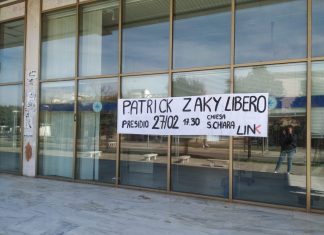 PATRICK ZAKY LIBERO
PRESIDIO 27/02 17.30 CHIESA S.CHIARA LINK